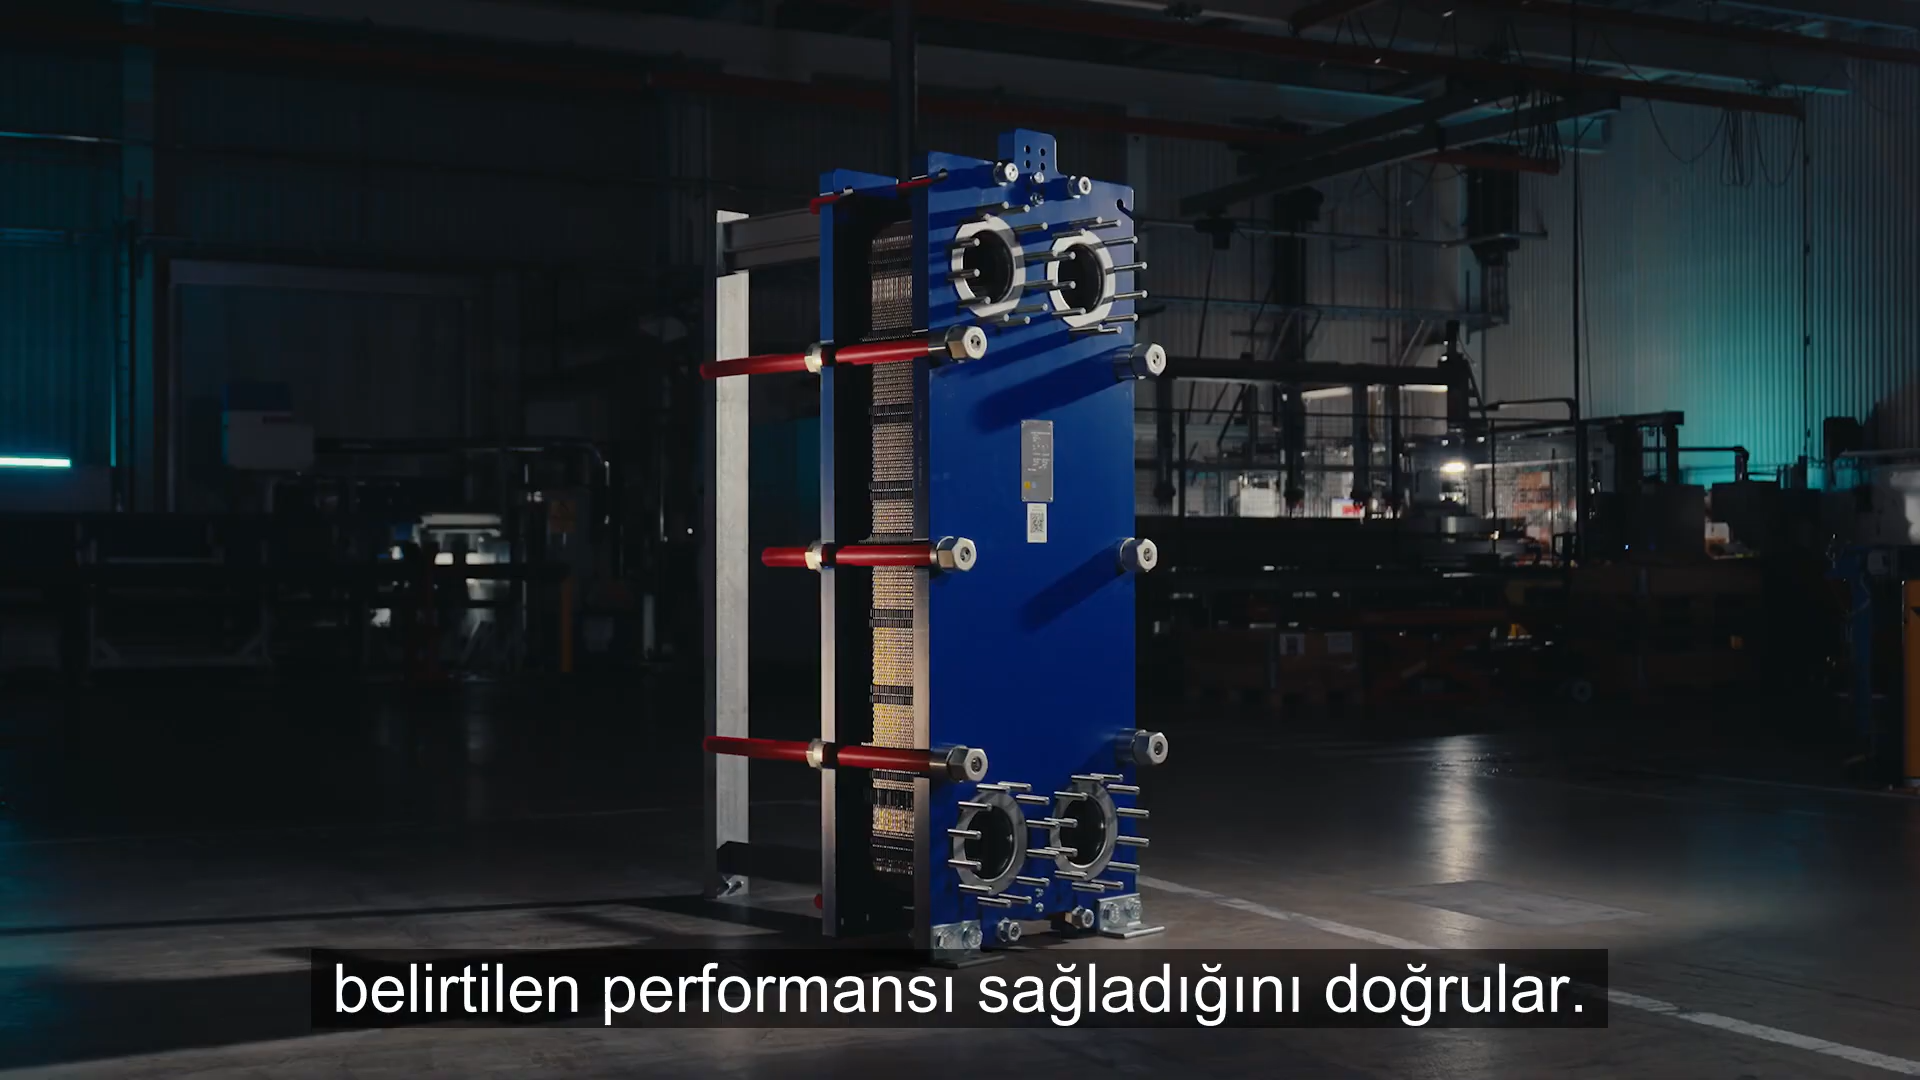 belirtilen performansı sağladığını doğrular.